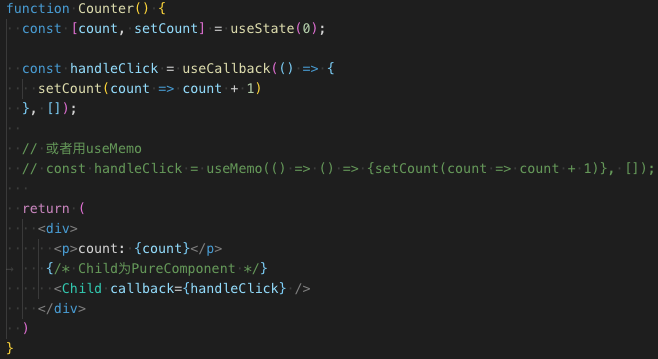 function Counter() {
const [count, setCount] = useState(0);
const handleClick = useCallback(() => {
setCount(count => count + 1)
}, []);
// 或者用useMemo
// const handleClick = useMemo(() => () => {setCount(count => count + 1)}, []);
return (
<div>
<p>count: {count}</p>
{/* Child为PureComponent */}
<Child callback={handleClick} />
</div>
)
}